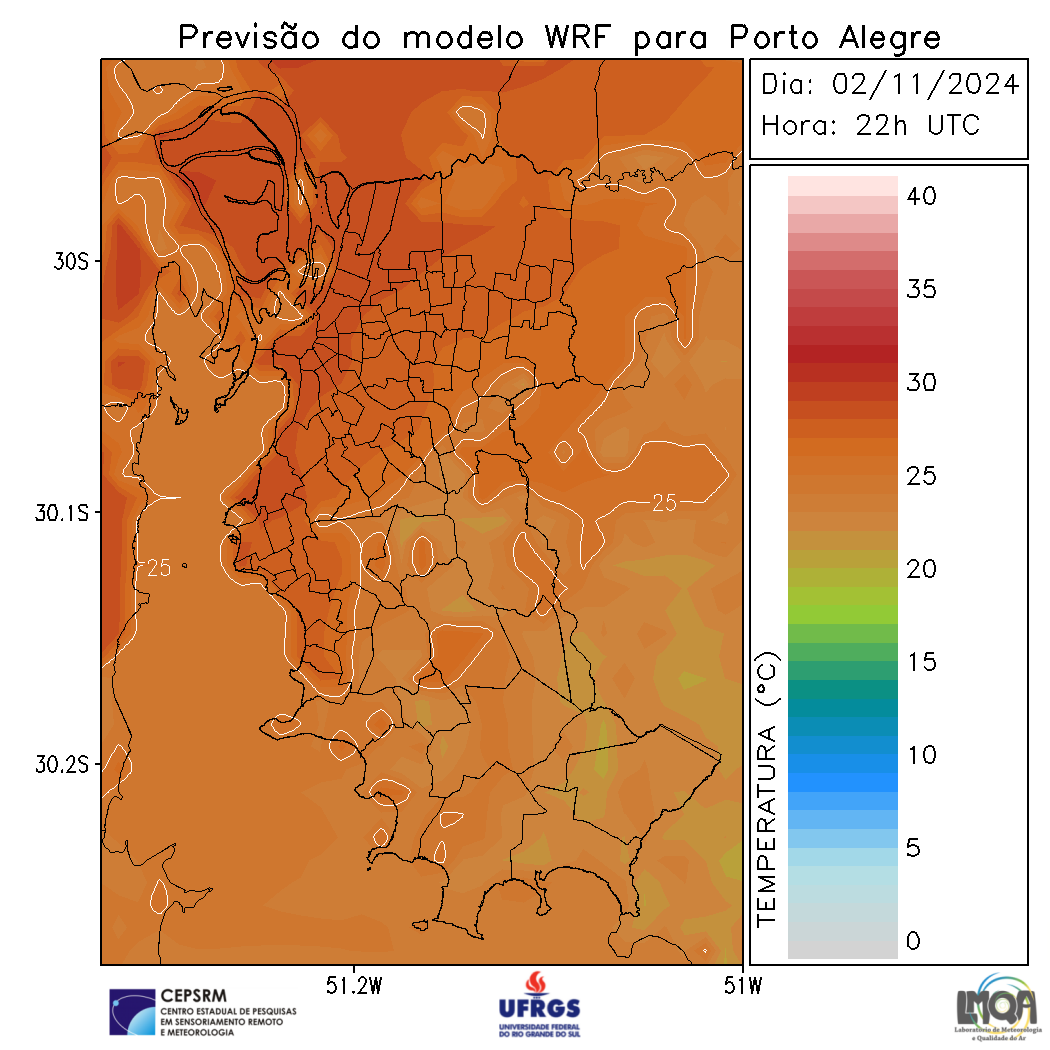 Previsão do modelo WRF para Porto Alegre
Dia: 02/11/2024
Hora: 22h UTC
30S
30.1S
30.2S
51.2W
51W
25
25
40
35
30
25
20
15
10
5
0
TEMPERATURA (°C)
CEPSRM
CENTRO ESTADUAL DE PESQUISAS
EM SENSORIAMENTO REMOTO
E METEOROLOGIA
UFRGS
UNIVERSIDADE FEDERAL
DO RIO GRANDE DO SUL
LMQA
Laboratório de Meteorologia
e Qualidade do Ar